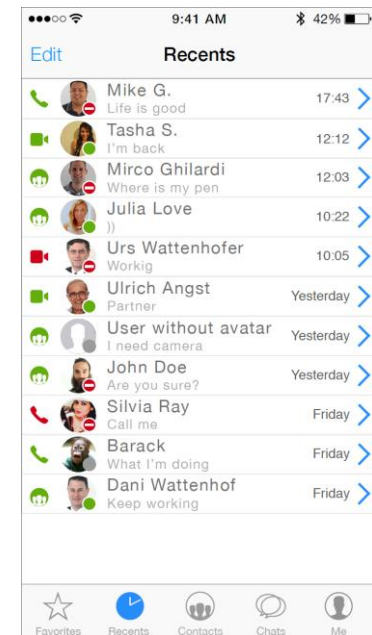 9:41 AM 42%
Edit Recents
Mike G. 17:43
Life is good
Tasha S. 12:12
I'm back
Mirco Ghilardi 12:03
Where is my pen
Julia Love 10:22
))
Urs Wattenhofer 10:05
Workig
Ulrich Angst Yesterday
Partner
User without avatar Yesterday
I need camera
John Doe Yesterday
Are you sure?
Silvia Ray Friday
Call me
Barack Friday
What I'm doing
Dani Wattenhof Friday
Keep working
Favorites Recents Contacts Chats Me